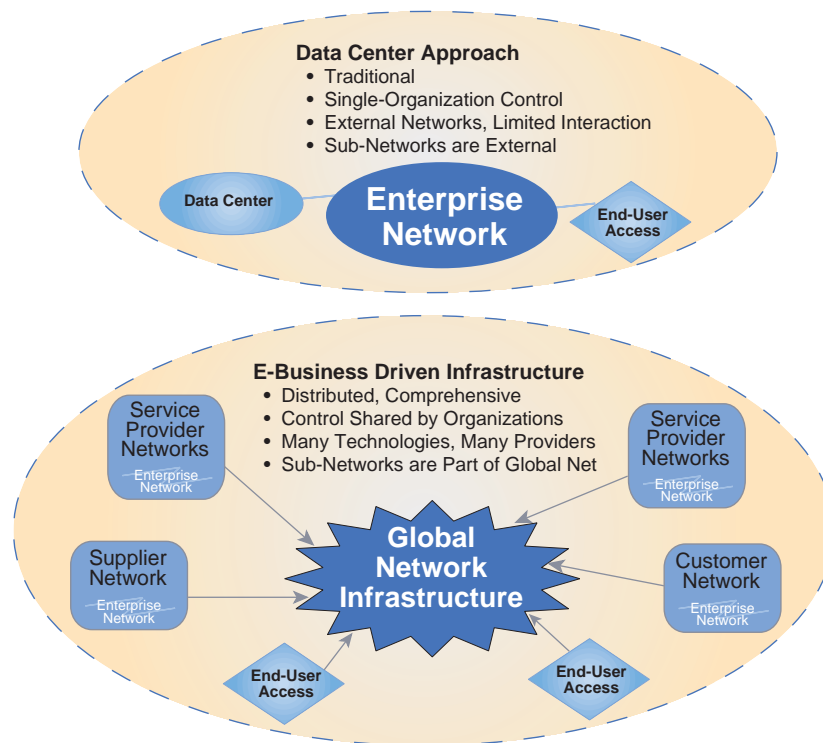 Data Center Approach
• Traditional
• Single-Organization Control
• External Networks, Limited Interaction
• Sub-Networks are External
Data Center
Enterprise
Network
End-User
Access
E-Business Driven Infrastructure
• Distributed, Comprehensive
• Control Shared by Organizations
• Many Technologies, Many Providers
• Sub-Networks are Part of Global Net
Service
Provider
Networks
Enterprise
Network
Service
Provider
Networks
Enterprise
Network
Supplier
Network
Enterprise
Network
Global
Network
Infrastructure
Customer
Network
Enterprise
Network
End-User
Access
End-User
Access